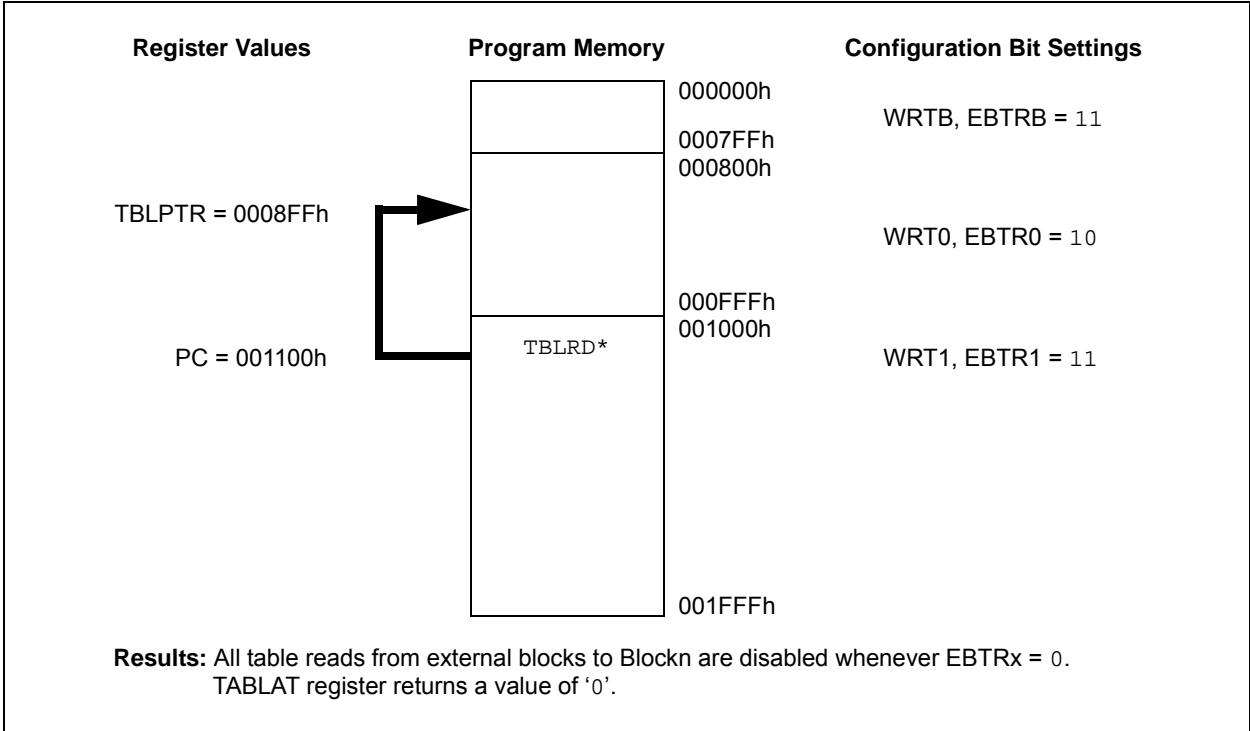 Register Values Program Memory Configuration Bit Settings
000000h
WRTB, EBTRB = 11
0007FFh
000800h
TBLPTR = 0008FFh
WRT0, EBTR0 = 10
000FFFh
001000h
TBLRD*
PC = 001100h
WRT1, EBTR1 = 11
001FFFh
Results: All table reads from external blocks to Blockn are disabled whenever EBTRx = 0.
TABLAT register returns a value of ‘0’.